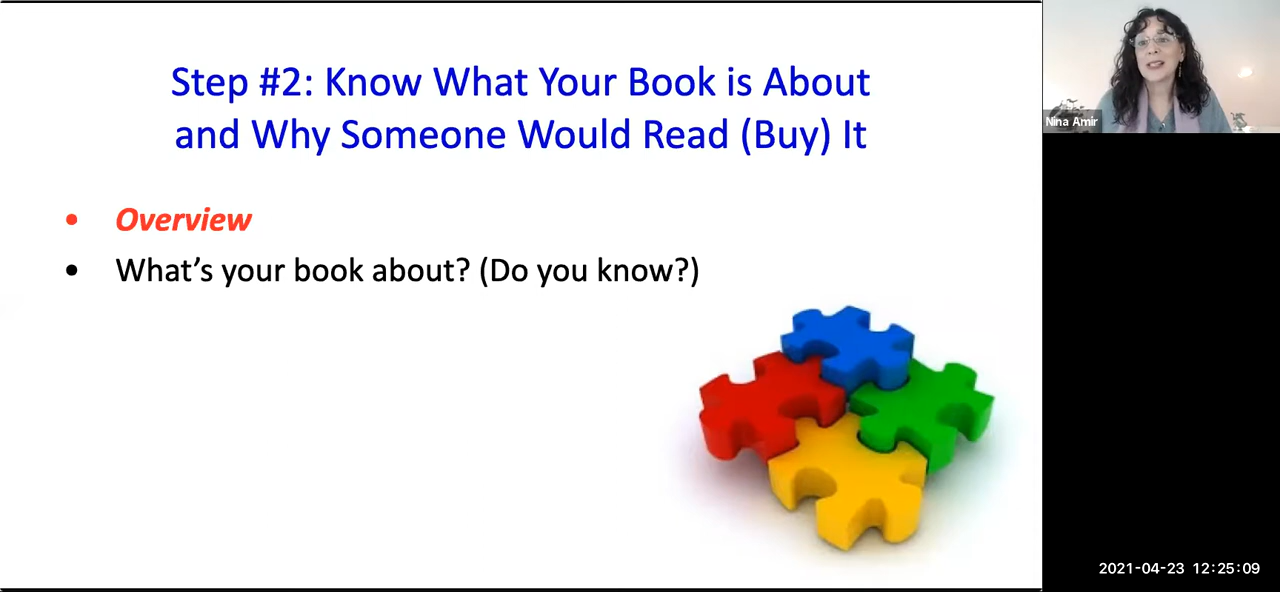 Step #2: Know What Your Book is About
and Why Someone Would Read (Buy) It
• Overview
• What’s your book about? (Do you know?)
Nina Amir
2021-04-23 12:25:09